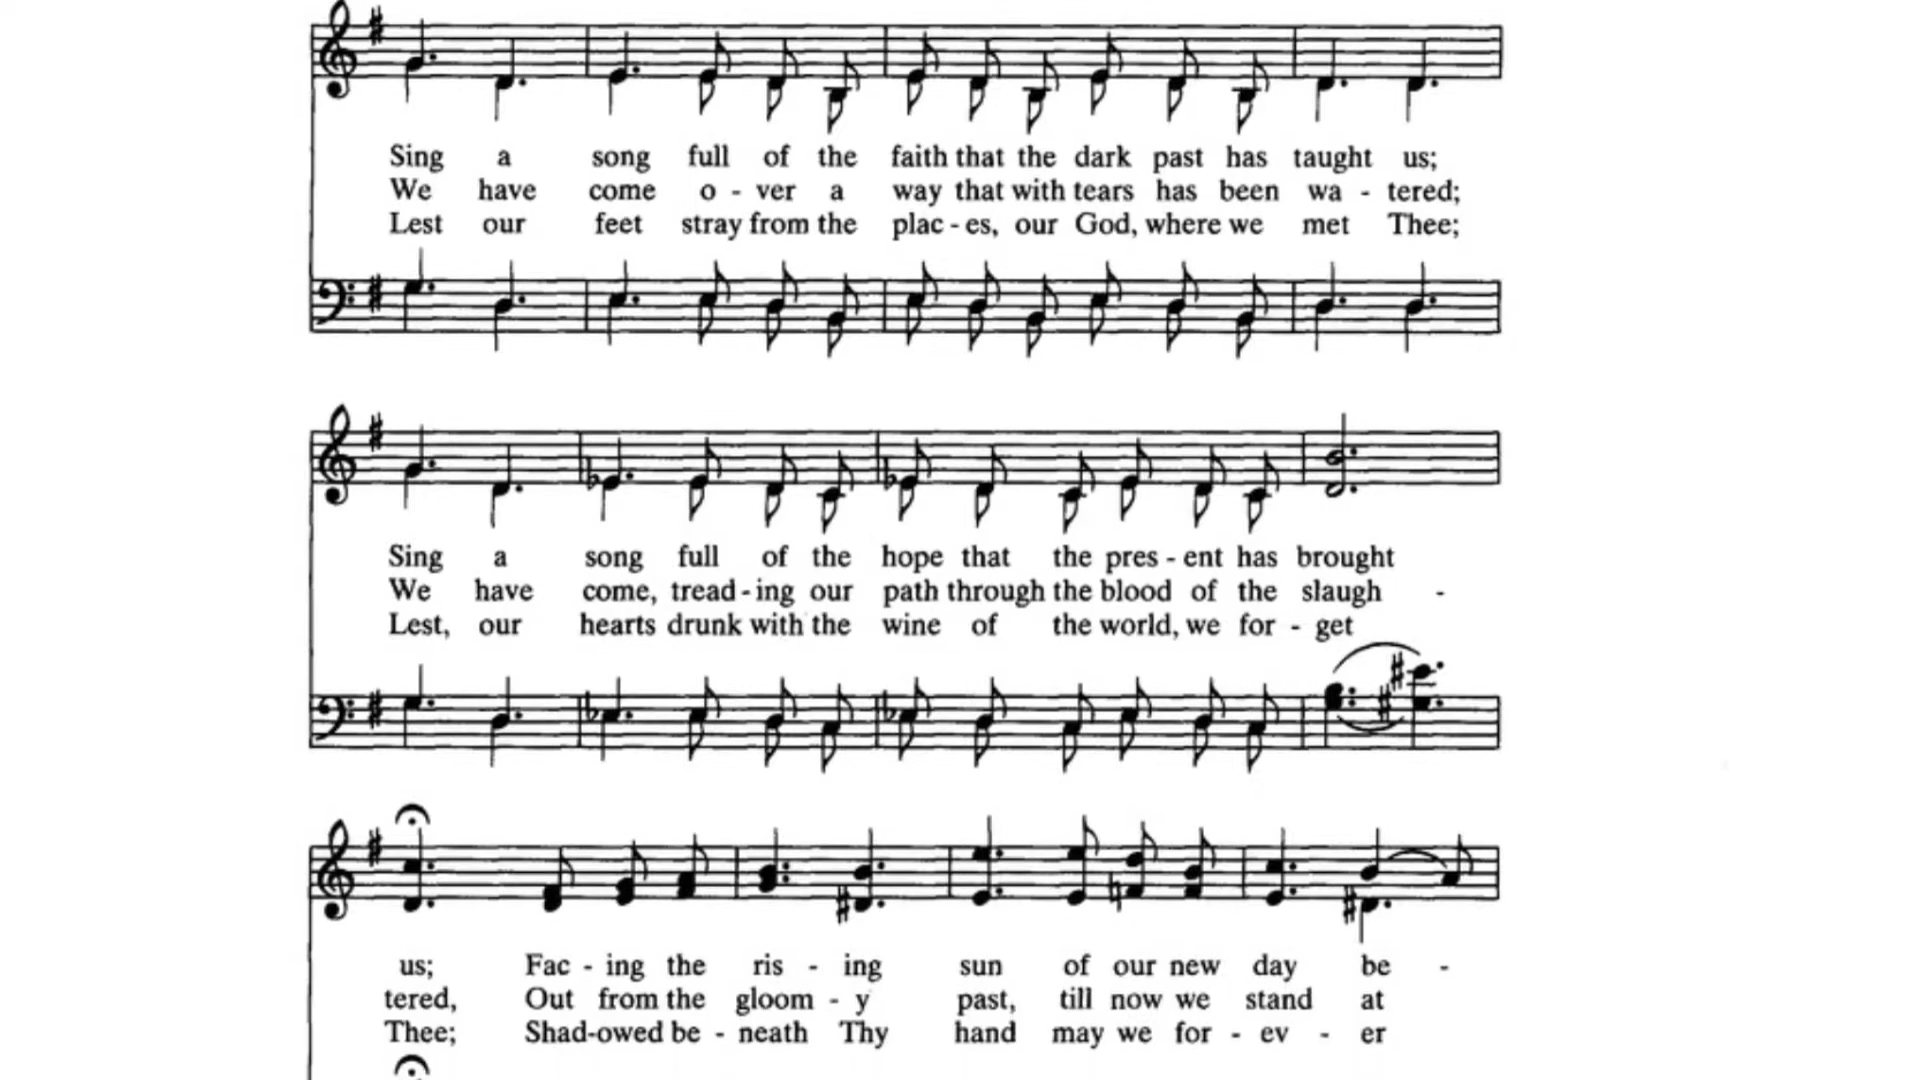 Sing a song full of the faith that the dark past has taught us;
We have come o - ver a way that with tears has been wa - tered;
Lest our feet stray from the plac - es, our God, where we met Thee;
Sing a song full of the hope that the pres - ent has brought
We have come, tread - ing our path through the blood of the slaugh -
Lest, our hearts drunk with the wine of the world, we for - get
us; Fac - ing the ris - ing sun of our new day be -
tered, Out from the gloom - y past, till now we stand at
Thee; Shad-owed be - neath Thy hand may we for - ev - er